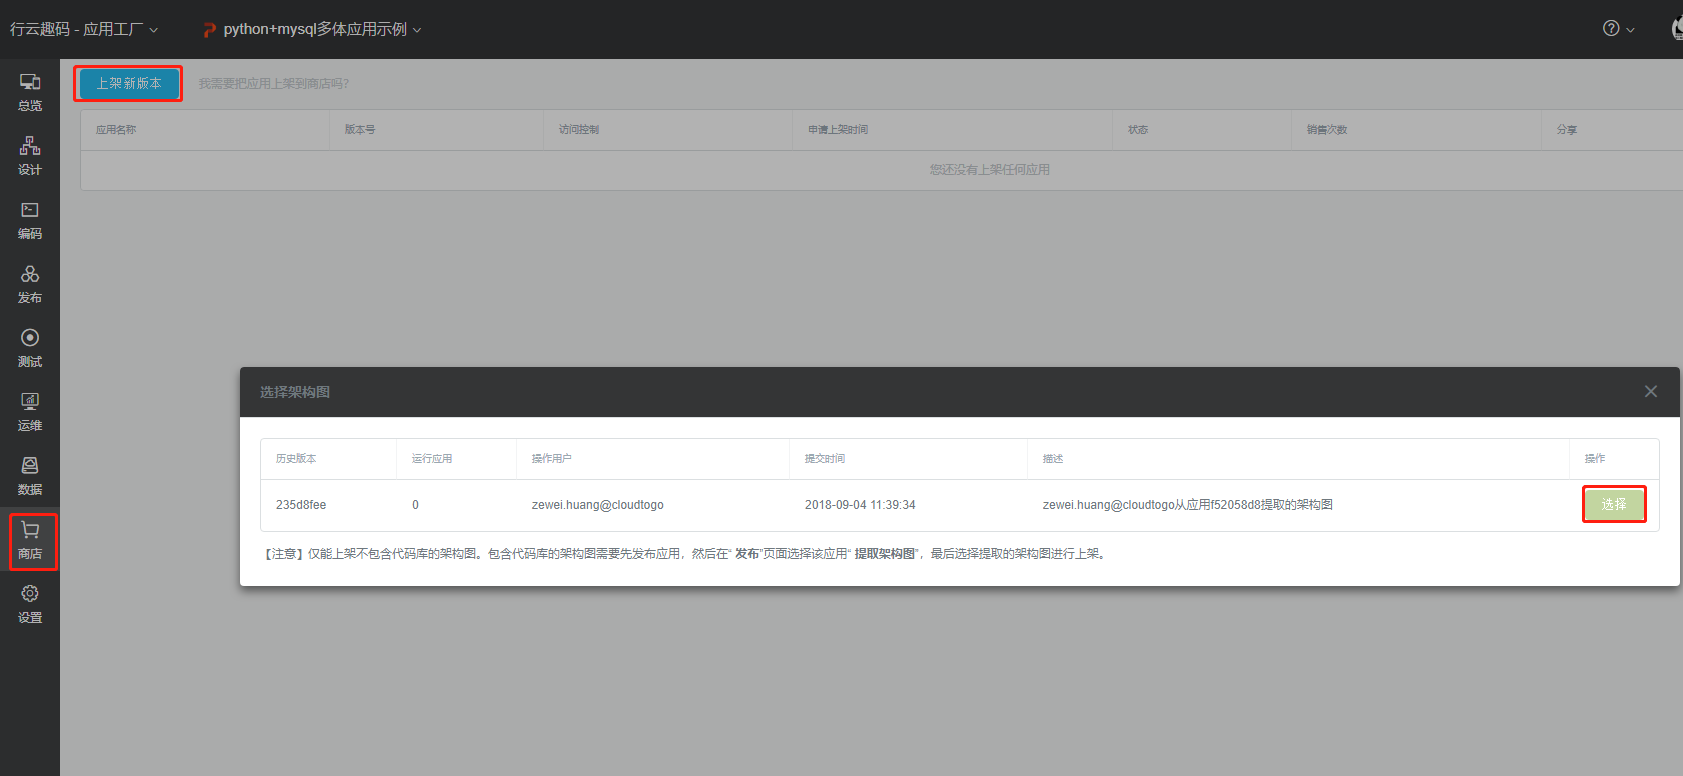 行云趣码 - 应用工厂
python+mysql多体应用示例
总览
设计
编码
发布
测试
运维
数据
商店
设置
上架新版本
我需要把应用上架到商店吗?
应用名称 版本号 访问控制 申请上架时间 状态 销售次数 分享
您还没有上架任何应用
选择架构图
历史版本 运行应用 操作用户 提交时间 描述 操作
235d8fee 0 zewei.huang@cloudtogo 2018-09-04 11:39:34 zewei.huang@cloudtogo从应用f52058d8提取的架构图 选择
【注意】仅能上架不包含代码库的架构图。包含代码库的架构图需要先发布应用，然后在“ 发布”页面选择该应用“ 提取架构图”，最后选择提取的架构图进行上架。